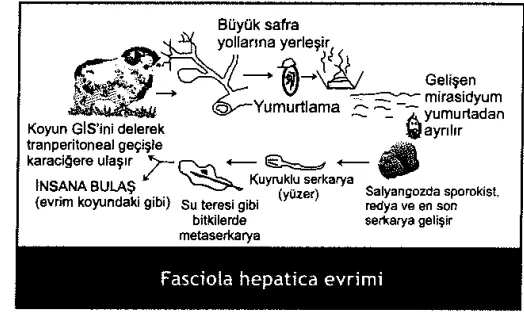 Büyük safra
yollarına yerleşir
Yumurtlama
Gelişen
mirasidyum
yumurtadan
ayrılır
Koyun GİS'ini delerek
tranperitoneal geçişle
karaciğere ulaşır
İNSANA BULAŞ
(evrim koyundaki gibi)
Su teresi gibi
bitkilerde
metaserkarya
Kuyruklu serkarya
(yüzer)
Salyangozda sporokist,
redya ve en son
serkarya gelişir
Fasciola hepatica evrimi